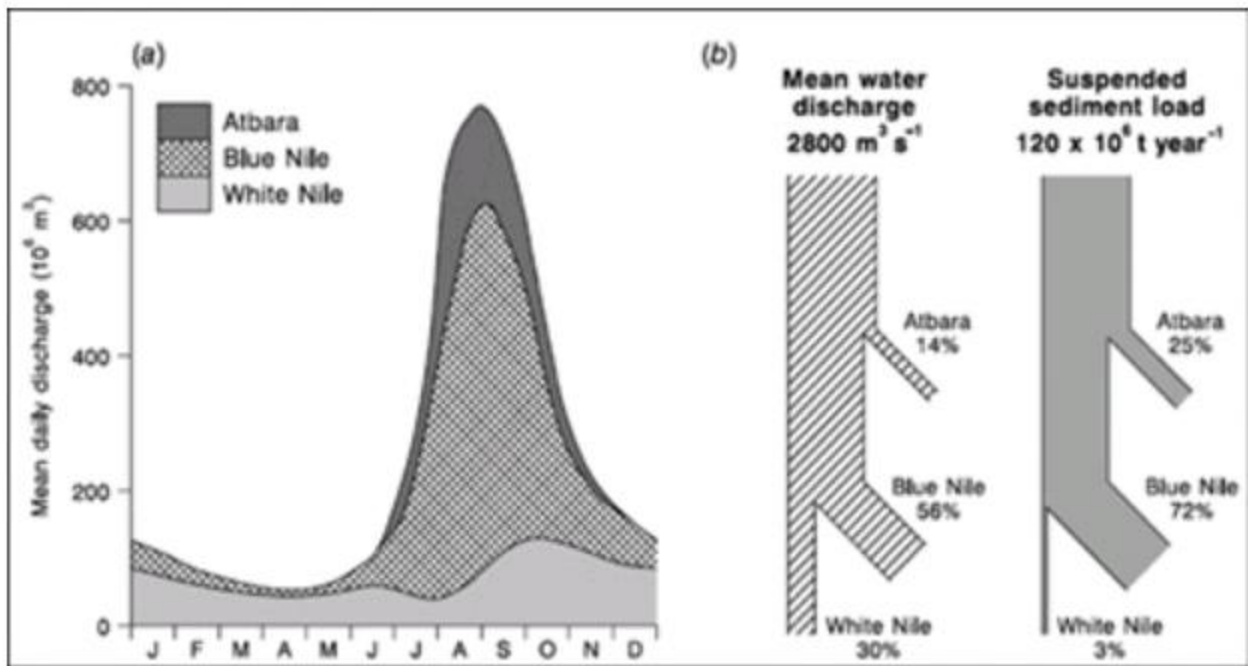 (a)
800
600
400
200
0
Mean daily discharge (10⁶ m³)
Atbara
Blue Nile
White Nile
J F M A M J J A S O N D
(b)
Mean water
discharge
2800 m³ s⁻¹
Suspended
sediment load
120 x 10⁶ t year⁻¹
Atbara
14%
Blue Nile
56%
White Nile
30%
Atbara
25%
Blue Nile
72%
White Nile
3%